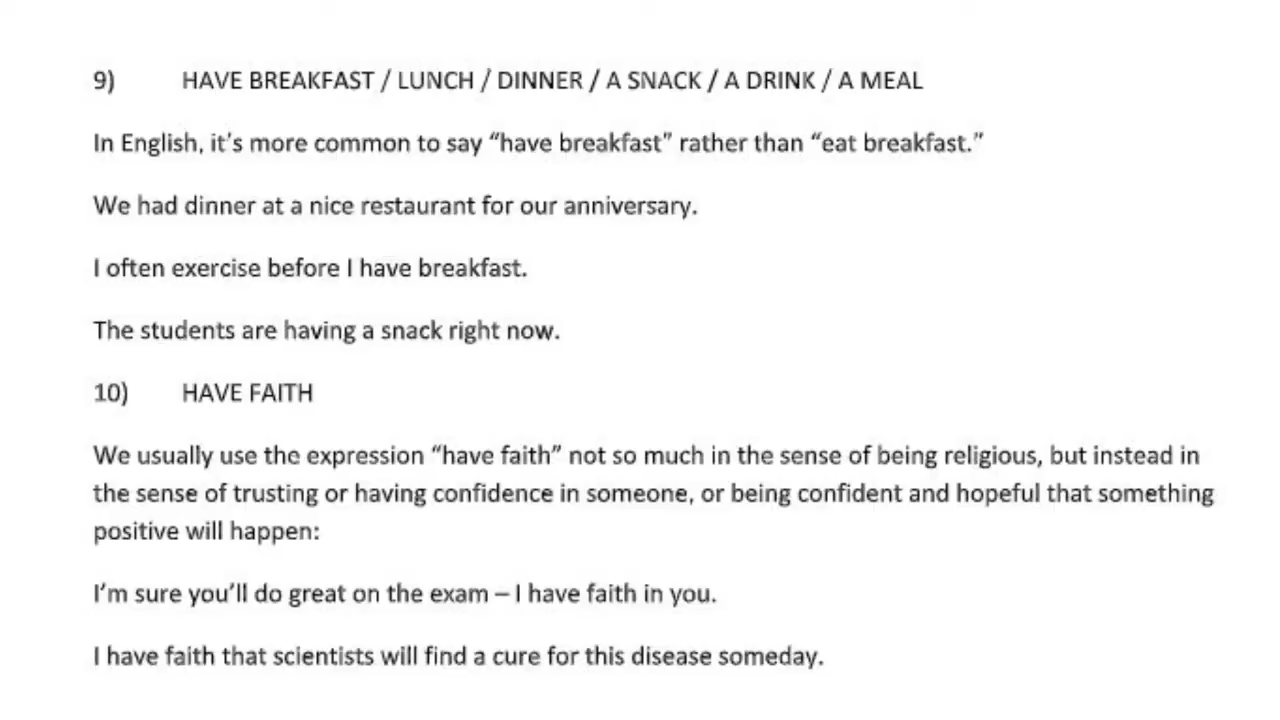 9) HAVE BREAKFAST / LUNCH / DINNER / A SNACK / A DRINK / A MEAL
In English, it’s more common to say “have breakfast” rather than “eat breakfast.”
We had dinner at a nice restaurant for our anniversary.
I often exercise before I have breakfast.
The students are having a snack right now.
10) HAVE FAITH
We usually use the expression “have faith” not so much in the sense of being religious, but instead in
the sense of trusting or having confidence in someone, or being confident and hopeful that something
positive will happen:
I’m sure you’ll do great on the exam – I have faith in you.
I have faith that scientists will find a cure for this disease someday.